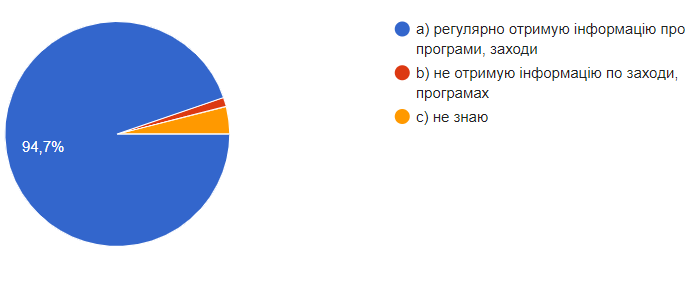 94,7%
a) регулярно отримую інформацію про
програми, заходи
b) не отримую інформацію по заходи,
програмах
c) не знаю